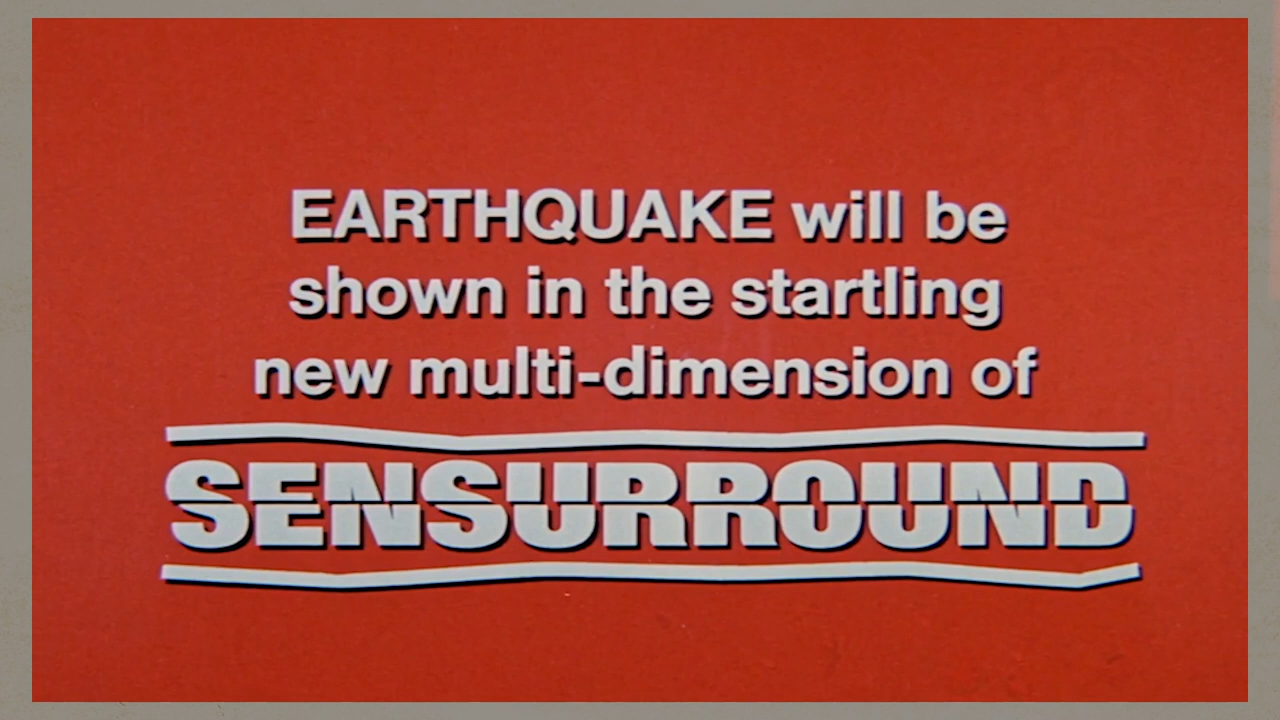 EARTHQUAKE will be
shown in the startling
new multi-dimension of
SENSURROUND